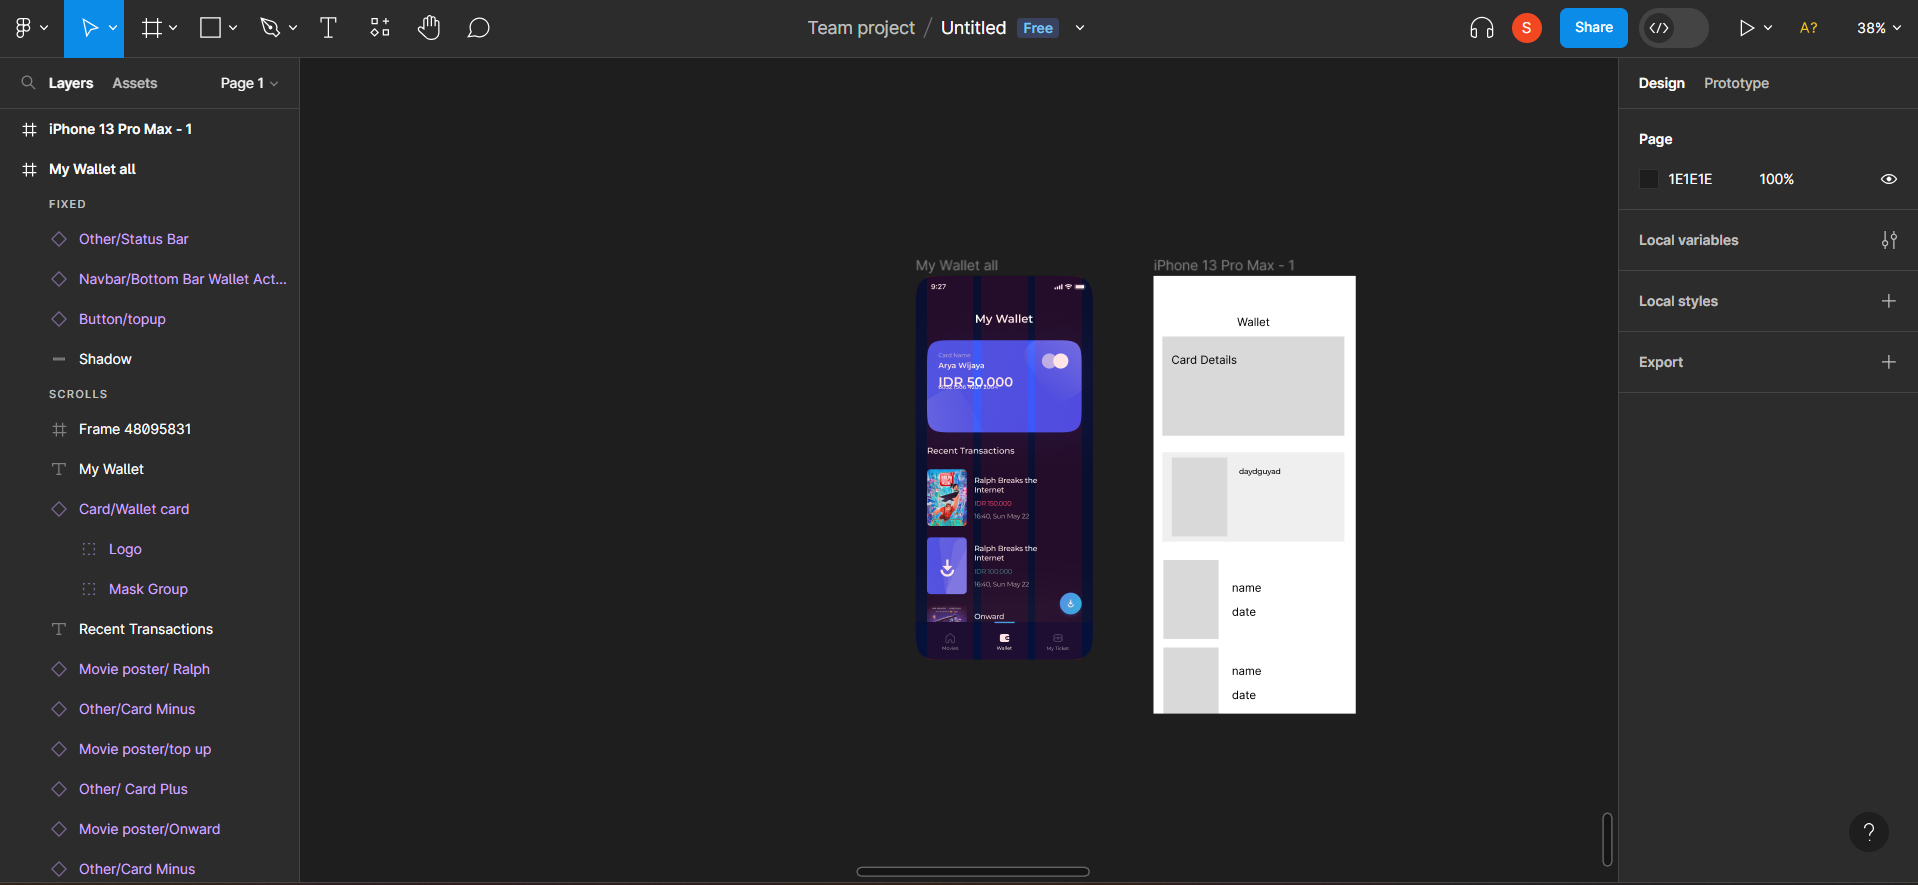 Team project / Untitled Free
S
Share
A?
38%
Layers Assets Page 1
iPhone 13 Pro Max - 1
My Wallet all
FIXED
Other/Status Bar
Navbar/Bottom Bar Wallet Act...
Button/topup
Shadow
SCROLLS
Frame 48095831
My Wallet
Card/Wallet card
Logo
Mask Group
Recent Transactions
Movie poster/ Ralph
Other/Card Minus
Movie poster/top up
Other/ Card Plus
Movie poster/Onward
Other/Card Minus
My Wallet all
9:27
My Wallet
Card Name
Arya Wijaya
IDR 50.000
Recent Transactions
Ralph Breaks the
Internet
IDR 150.000
16:40, Sun May 22
Ralph Breaks the
Internet
IDR 100.000
16:40, Sun May 22
Onward
Movies
Wallet
My Ticket
iPhone 13 Pro Max - 1
Wallet
Card Details
daydguyad
name
date
name
date
Design Prototype
Page
1E1E1E 100%
Local variables
Local styles
Export
?